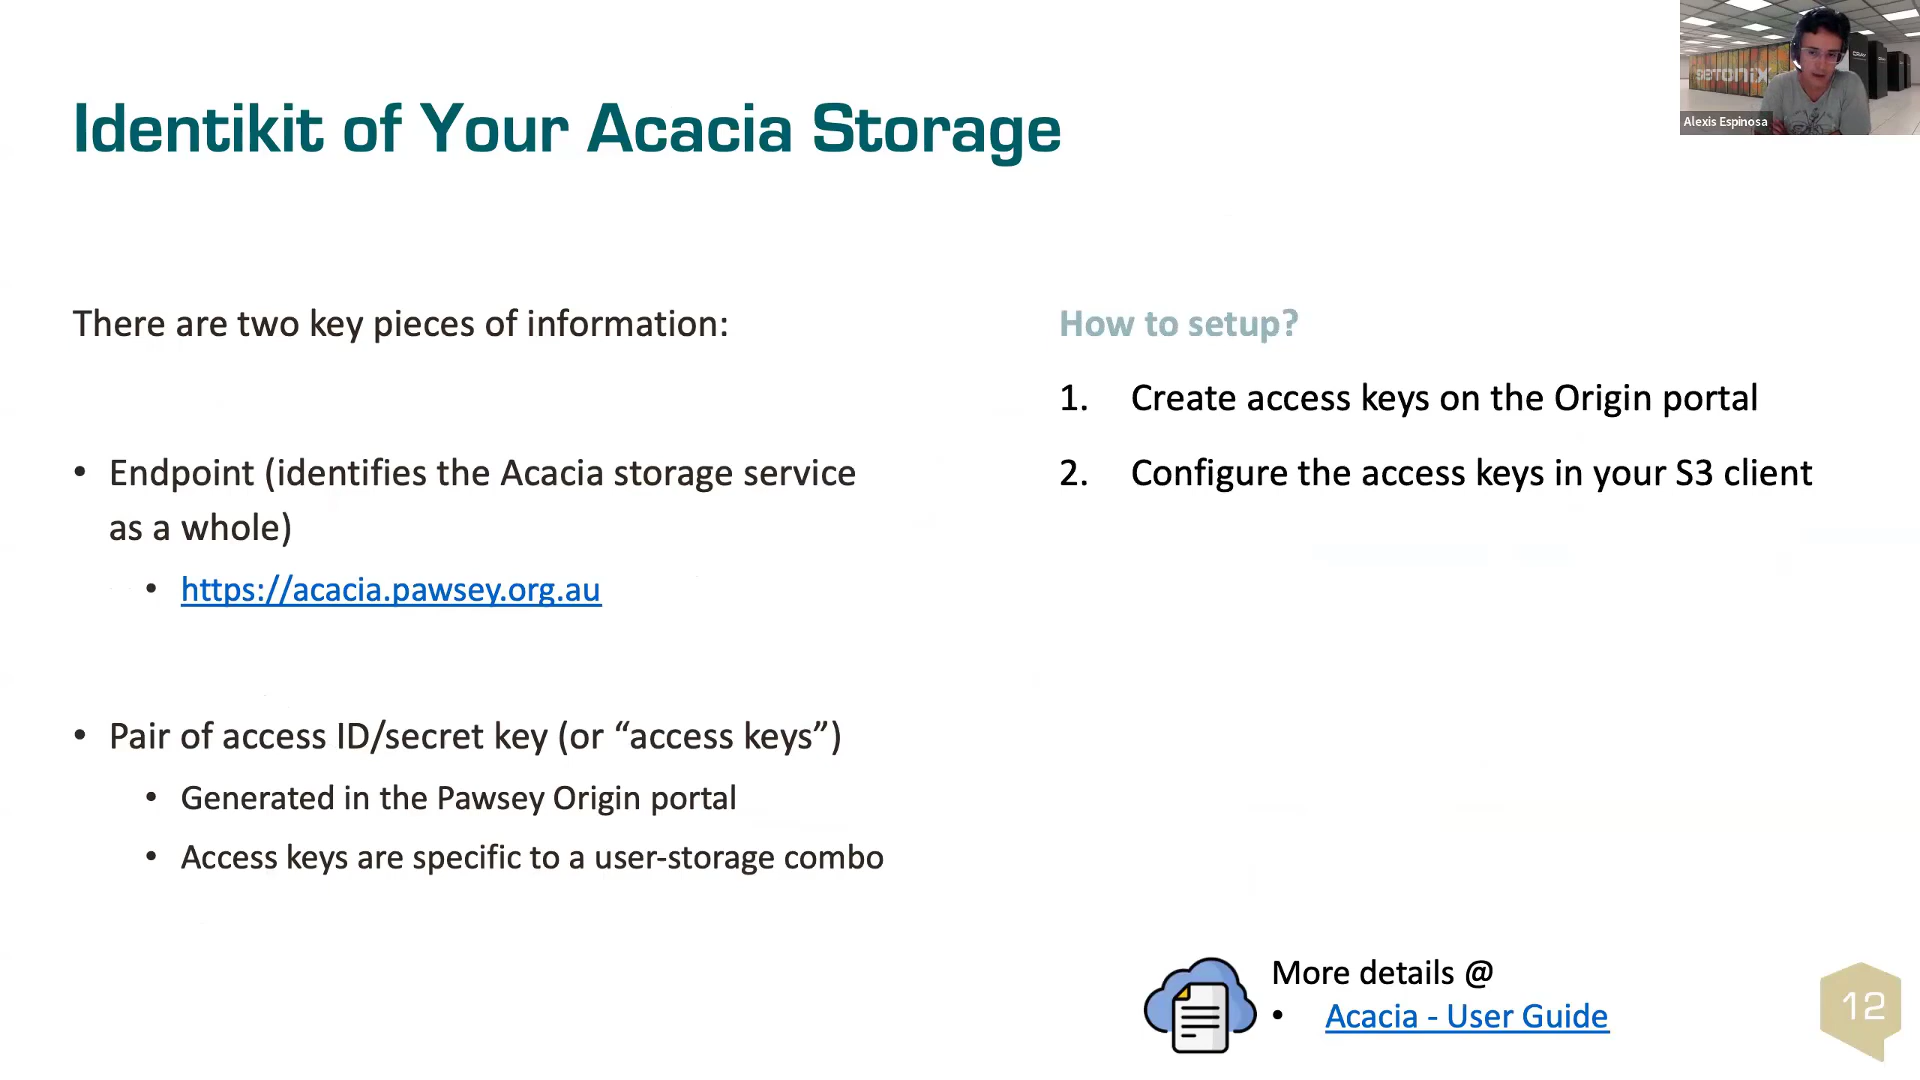 Identikit of Your Acacia Storage
SETONIX
CRAY
Alexis Espinosa
There are two key pieces of information:
• Endpoint (identifies the Acacia storage service
as a whole)
• https://acacia.pawsey.org.au
• Pair of access ID/secret key (or “access keys”)
• Generated in the Pawsey Origin portal
• Access keys are specific to a user-storage combo
How to setup?
1. Create access keys on the Origin portal
2. Configure the access keys in your S3 client
More details @
• Acacia - User Guide
12